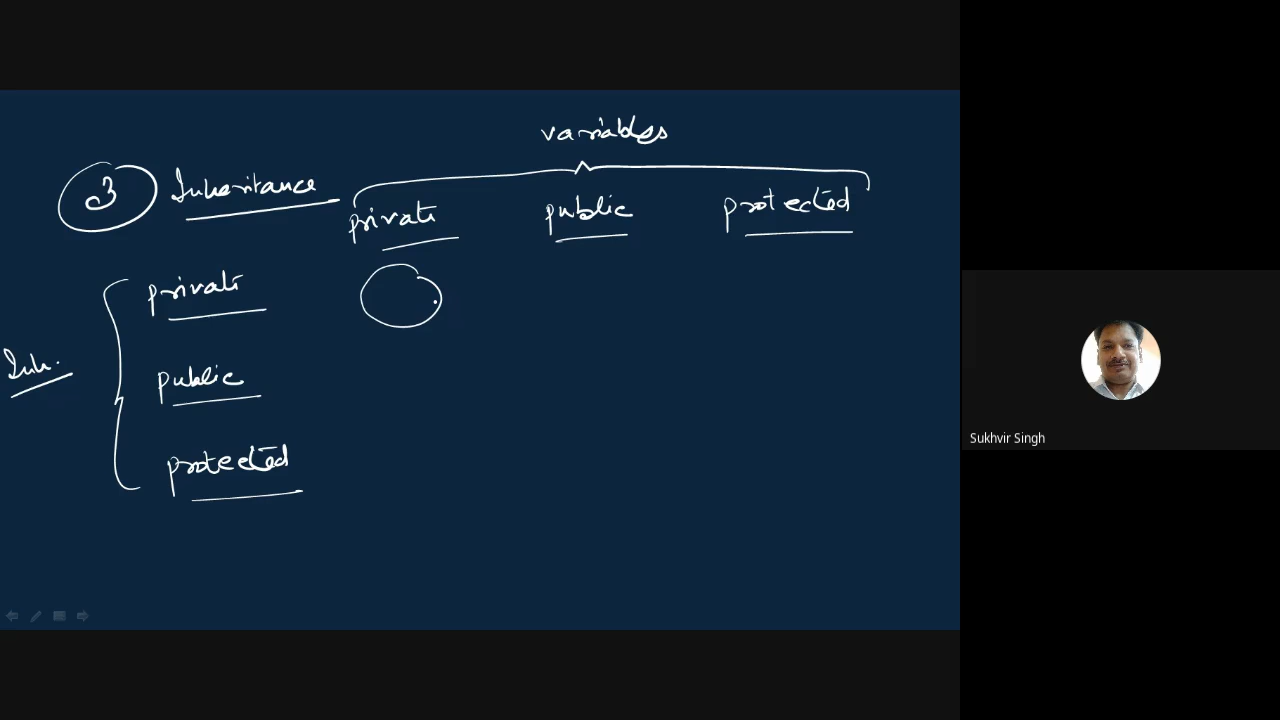 variables
3 Inheritance
private public protected
private
Inh.
public
protected
Sukhvir Singh